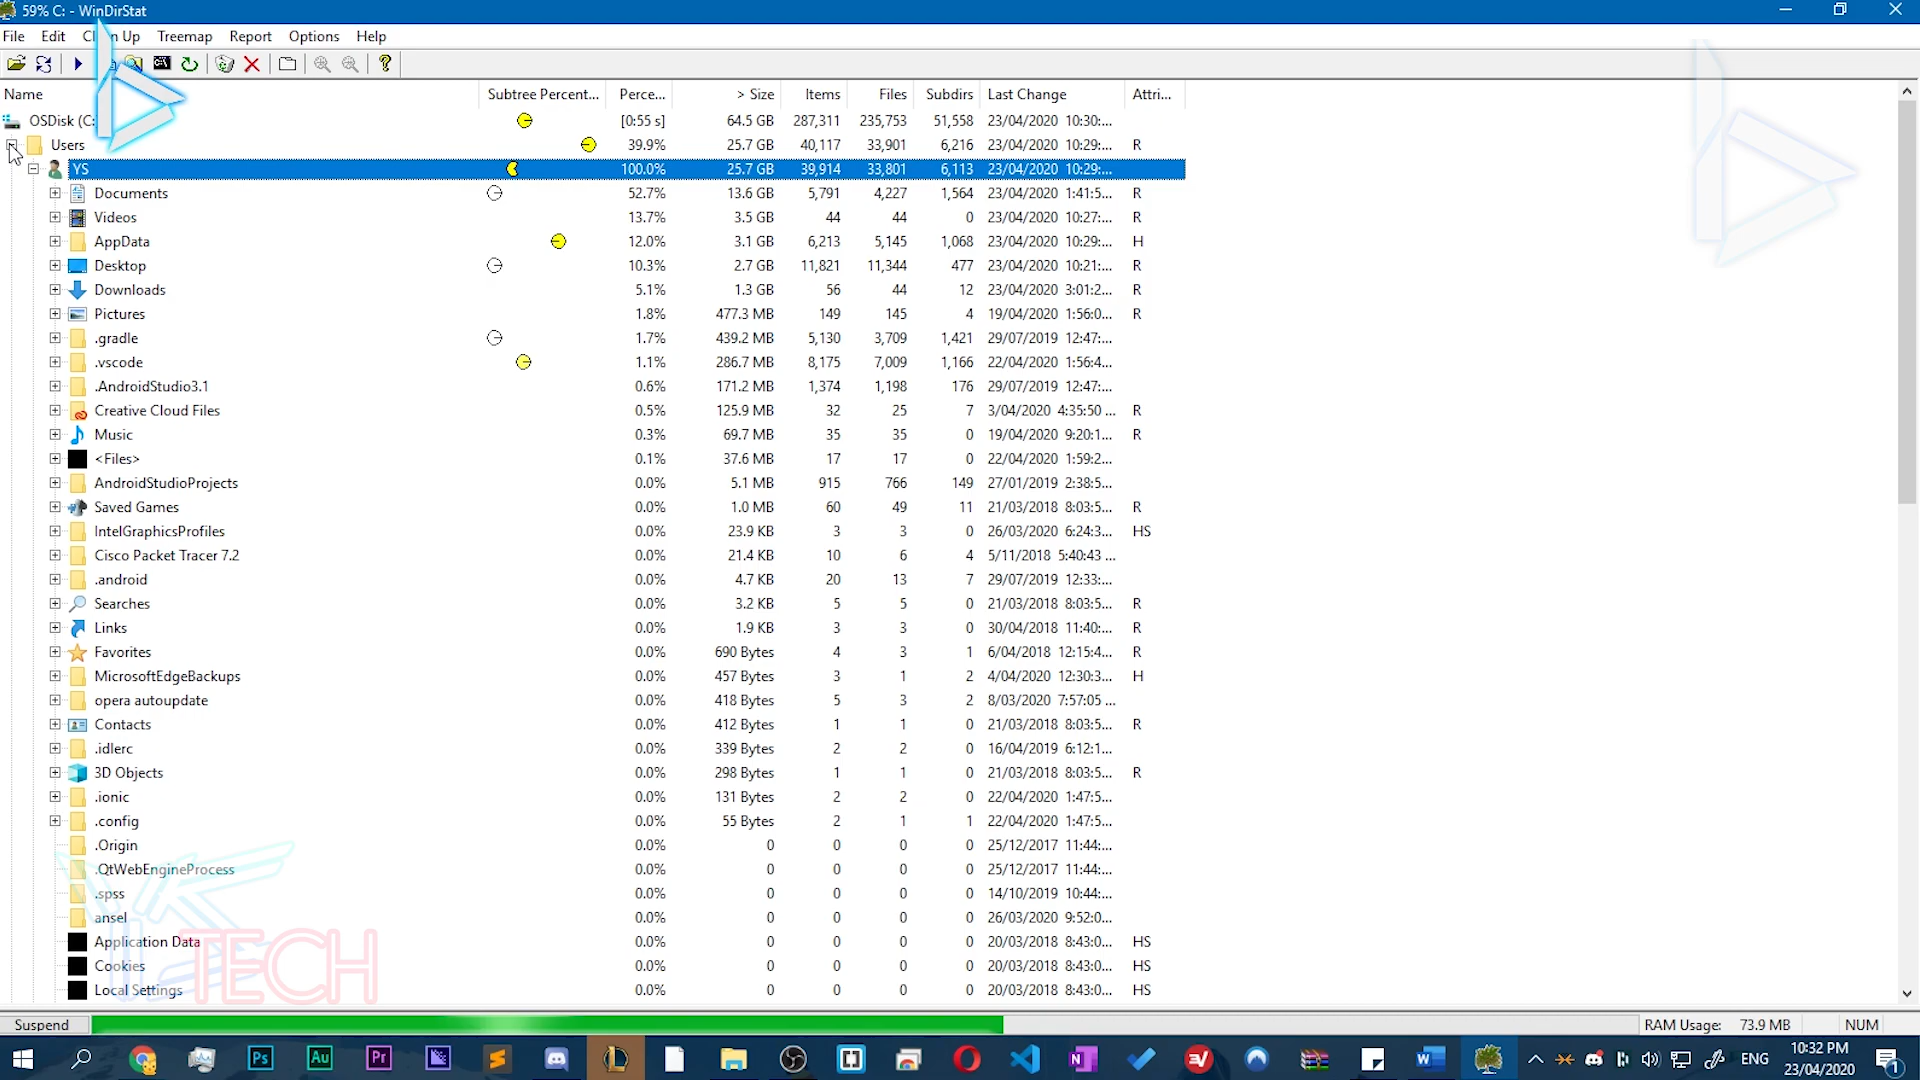 59% C: - WinDirStat
File Edit Clean Up Treemap Report Options Help
Name Subtree Percent... Perce... > Size Items Files Subdirs Last Change Attri...
OSDisk (C: [0:55 s] 64.5 GB 287,311 235,753 51,558 23/04/2020 10:30:...
Users 39.9% 25.7 GB 40,117 33,901 6,216 23/04/2020 10:29:... R
YS 100.0% 25.7 GB 39,914 33,801 6,113 23/04/2020 10:29:...
Documents 52.7% 13.6 GB 5,791 4,227 1,564 23/04/2020 1:41:5... R
Videos 13.7% 3.5 GB 44 44 0 23/04/2020 10:27:... R
AppData 12.0% 3.1 GB 6,213 5,145 1,068 23/04/2020 10:29:... H
Desktop 10.3% 2.7 GB 11,821 11,344 477 23/04/2020 10:21:... R
Downloads 5.1% 1.3 GB 56 44 12 23/04/2020 3:01:2... R
Pictures 1.8% 477.3 MB 149 145 4 19/04/2020 1:56:0... R
.gradle 1.7% 439.2 MB 5,130 3,709 1,421 29/07/2019 12:47:...
.vscode 1.1% 286.7 MB 8,175 7,009 1,166 22/04/2020 1:56:4...
.AndroidStudio3.1 0.6% 171.2 MB 1,374 1,198 176 29/07/2019 12:47:...
Creative Cloud Files 0.5% 125.9 MB 32 25 7 3/04/2020 4:35:50 ... R
Music 0.3% 69.7 MB 35 35 0 19/04/2020 9:20:1... R
<Files> 0.1% 37.6 MB 17 17 0 22/04/2020 1:59:2...
AndroidStudioProjects 0.0% 5.1 MB 915 766 149 27/01/2019 2:38:5...
Saved Games 0.0% 1.0 MB 60 49 11 21/03/2018 8:03:5... R
IntelGraphicsProfiles 0.0% 23.9 KB 3 3 0 26/03/2020 6:24:3... HS
Cisco Packet Tracer 7.2 0.0% 21.4 KB 10 6 4 5/11/2018 5:40:43 ...
.android 0.0% 4.7 KB 20 13 7 29/07/2019 12:33:...
Searches 0.0% 3.2 KB 5 5 0 21/03/2018 8:03:5... R
Links 0.0% 1.9 KB 3 3 0 30/04/2018 11:40:... R
Favorites 0.0% 690 Bytes 4 3 1 6/04/2018 12:15:4... R
MicrosoftEdgeBackups 0.0% 457 Bytes 3 1 2 4/04/2020 12:30:3... H
opera autoupdate 0.0% 418 Bytes 5 3 2 8/03/2020 7:57:05 ...
Contacts 0.0% 412 Bytes 1 1 0 21/03/2018 8:03:5... R
.idlerc 0.0% 339 Bytes 2 2 0 16/04/2019 6:12:1...
3D Objects 0.0% 298 Bytes 1 1 0 21/03/2018 8:03:5... R
.ionic 0.0% 131 Bytes 2 2 0 22/04/2020 1:47:5...
.config 0.0% 55 Bytes 2 1 1 22/04/2020 1:47:5...
.Origin 0.0% 0 0 0 0 25/12/2017 11:44:...
.QtWebEngineProcess 0.0% 0 0 0 0 25/12/2017 11:44:...
.spss 0.0% 0 0 0 0 14/10/2019 10:44:...
ansel 0.0% 0 0 0 0 26/03/2020 9:52:0...
Application Data 0.0% 0 0 0 0 20/03/2018 8:43:0... HS
Cookies 0.0% 0 0 0 0 20/03/2018 8:43:0... HS
Local Settings 0.0% 0 0 0 0 20/03/2018 8:43:0... HS
TECH
Suspend RAM Usage: 73.9 MB NUM
Ps Au Pr ENG 10:32 PM
23/04/2020 1